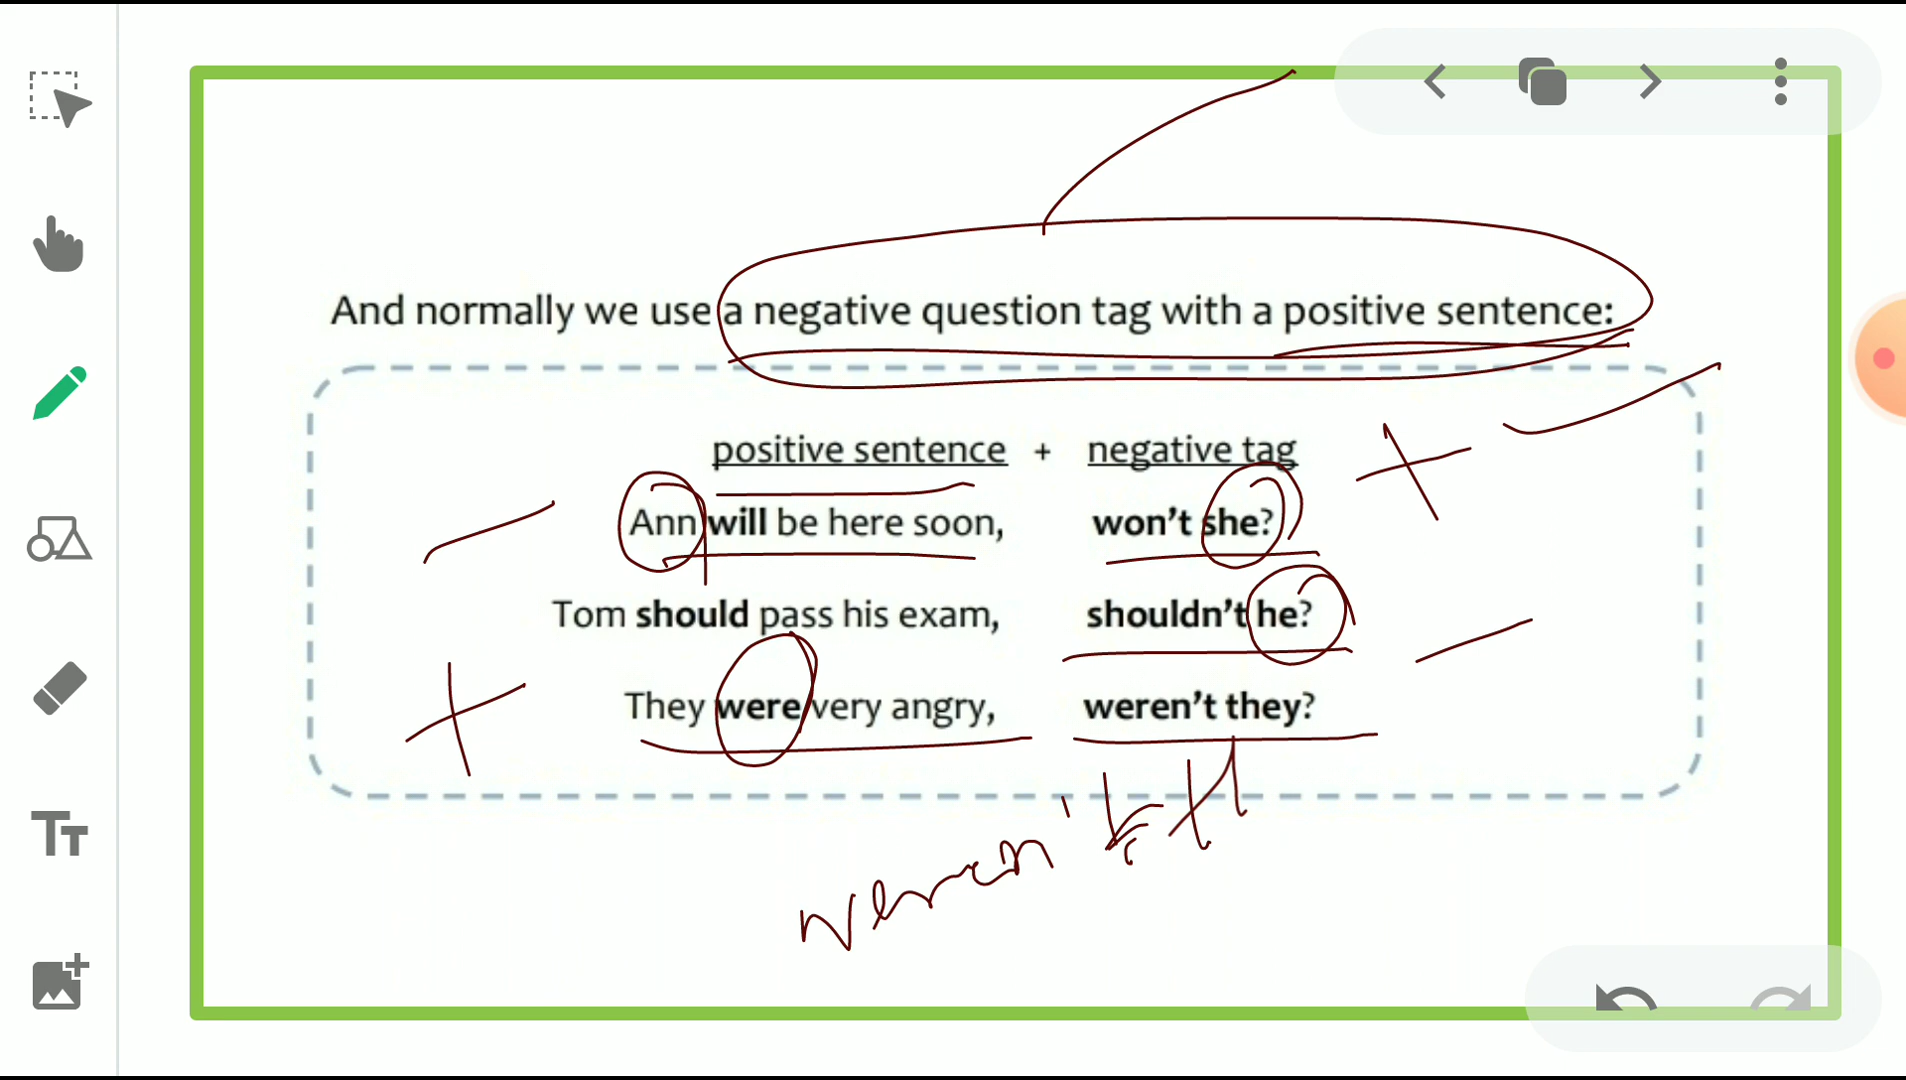 And normally we use a negative question tag with a positive sentence:
positive sentence + negative tag
Ann will be here soon, won't she?
Tom should pass his exam, shouldn't he?
They were very angry, weren't they?
Tт